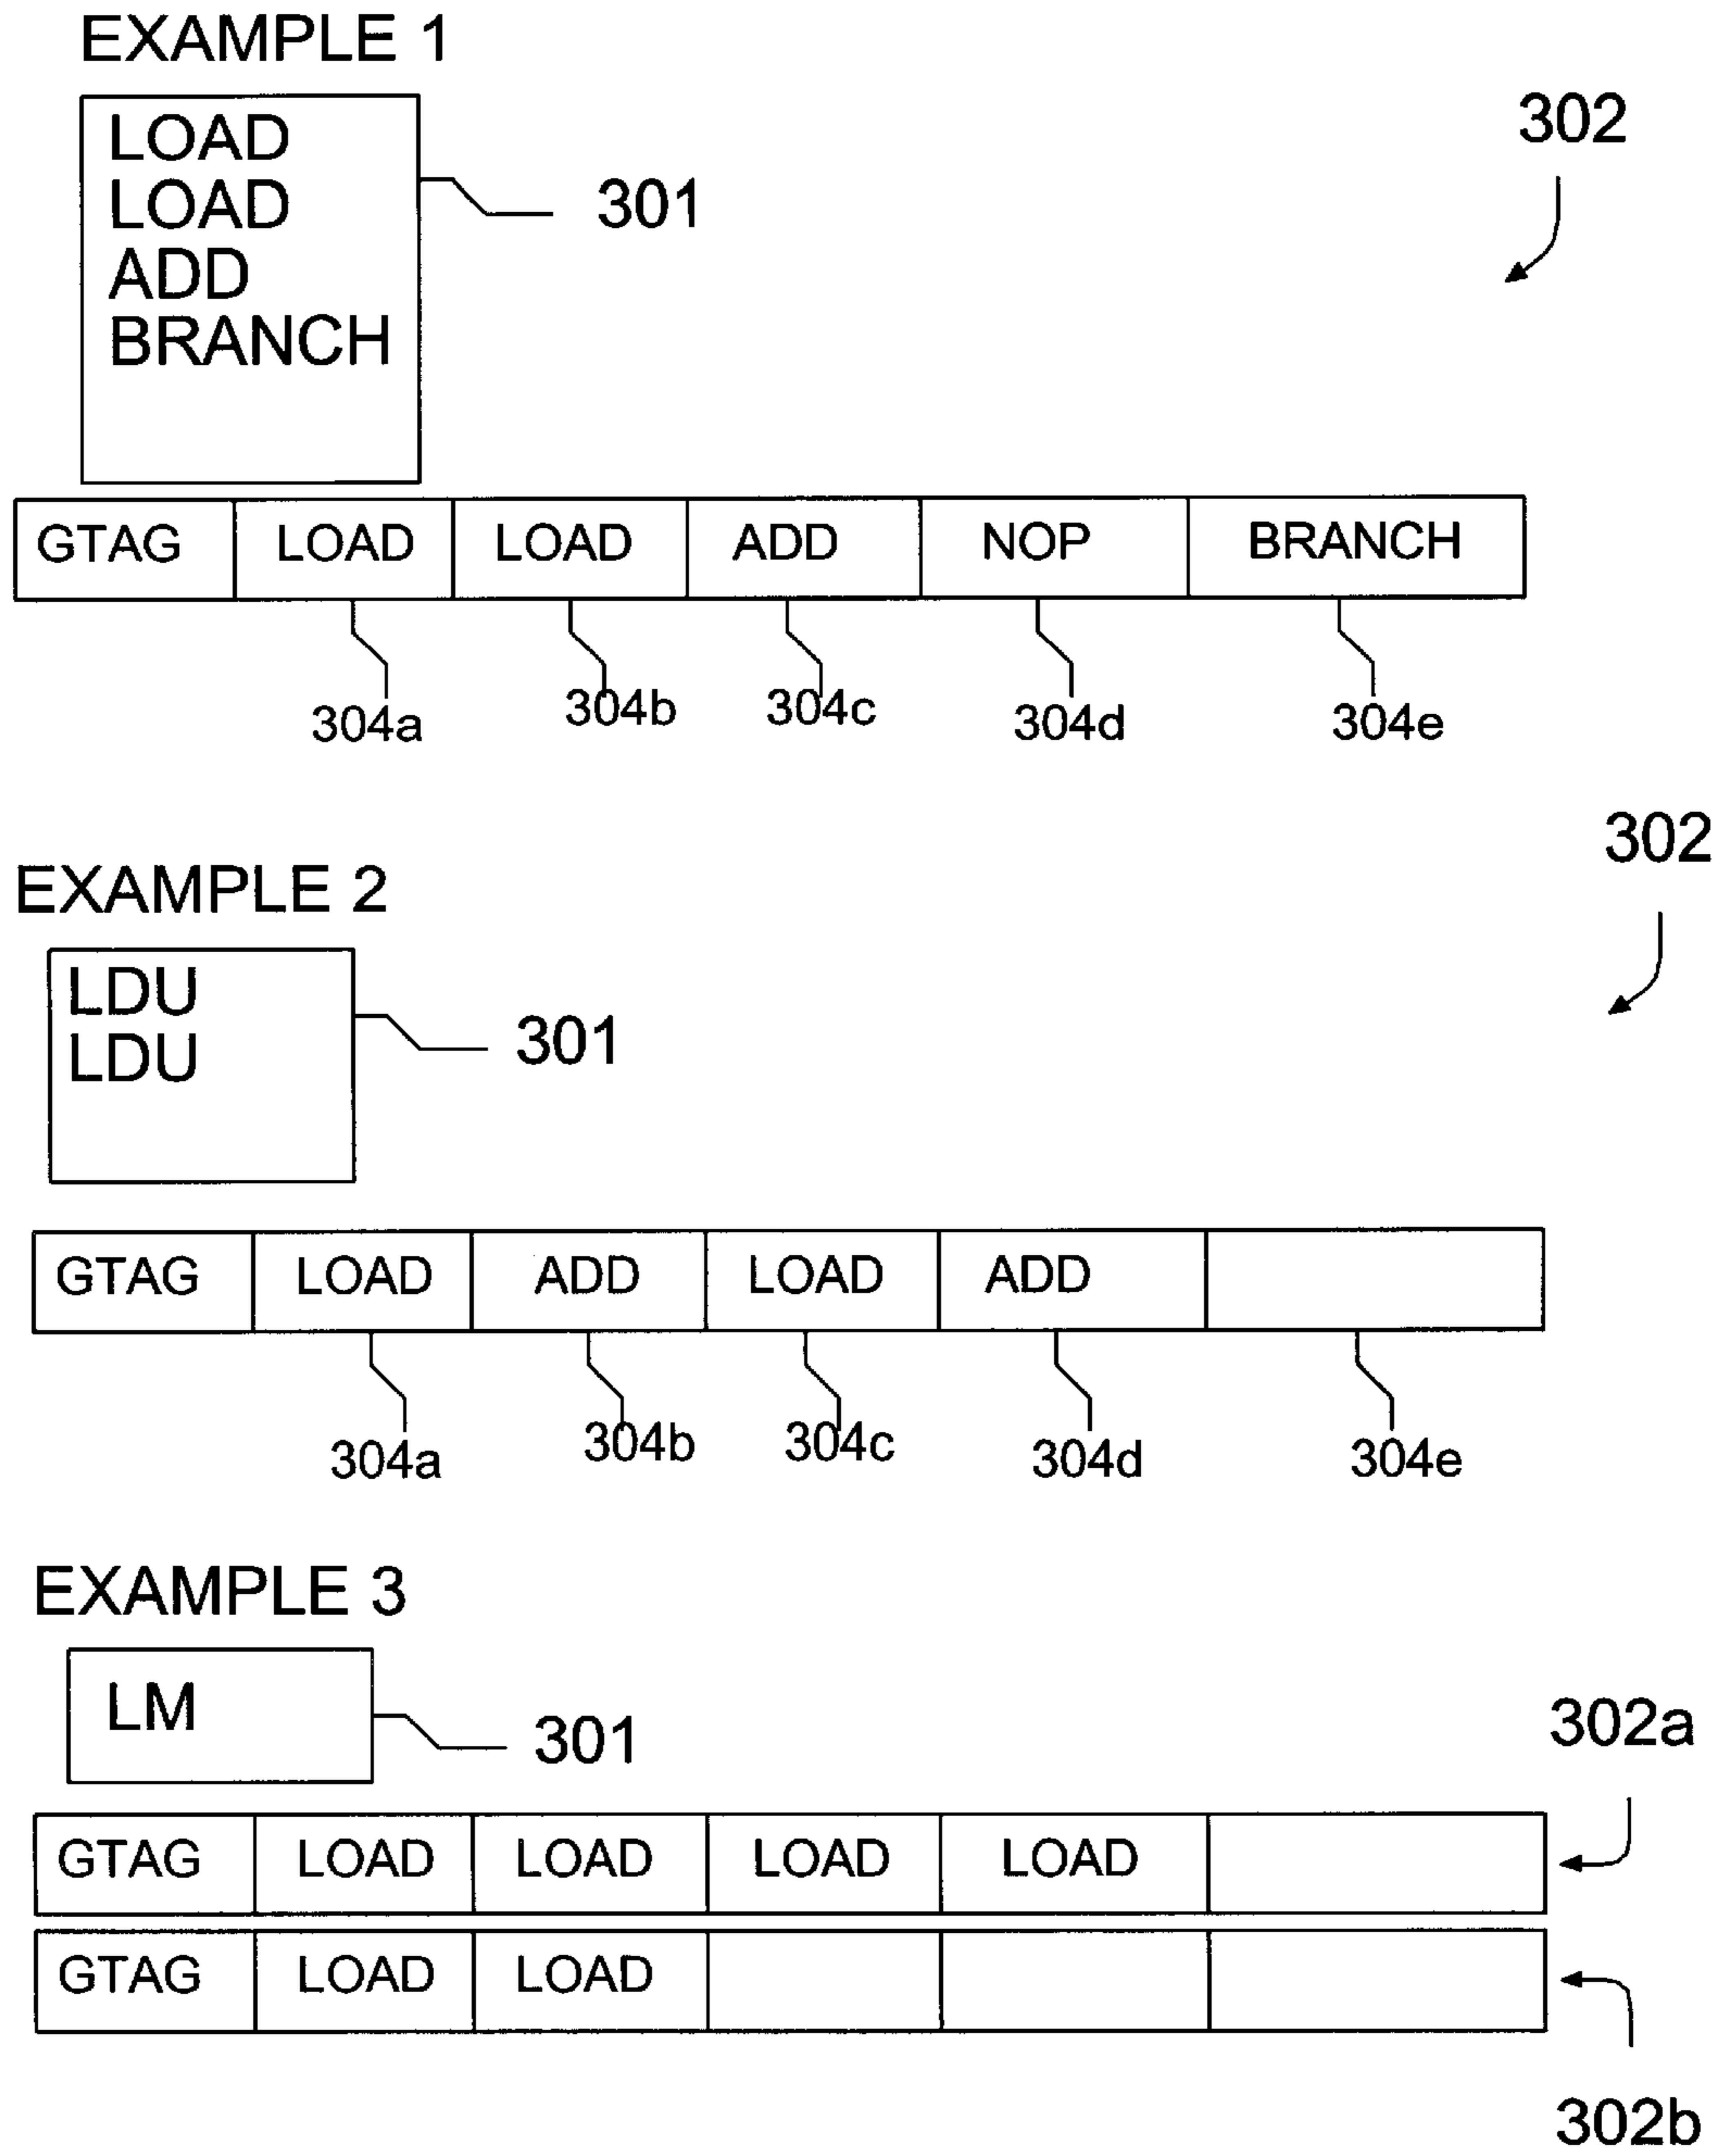 EXAMPLE 1
LOAD
LOAD
ADD
BRANCH
301
302
GTAG LOAD LOAD ADD NOP BRANCH
304a 304b 304c 304d 304e
302
EXAMPLE 2
LDU
LDU
301
GTAG LOAD ADD LOAD ADD
304a 304b 304c 304d 304e
EXAMPLE 3
LM
301
302a
GTAG LOAD LOAD LOAD LOAD
GTAG LOAD LOAD
302b